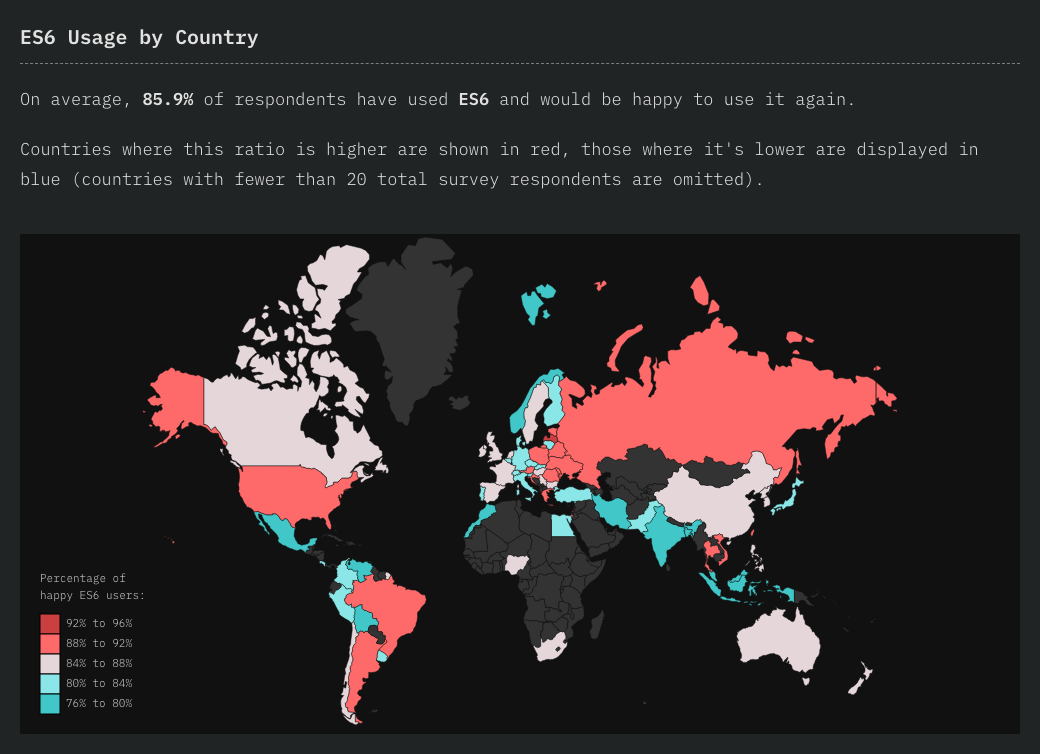 ES6 Usage by Country
On average, 85.9% of respondents have used ES6 and would be happy to use it again.
Countries where this ratio is higher are shown in red, those where it's lower are displayed in
blue (countries with fewer than 20 total survey respondents are omitted).
Percentage of
happy ES6 users:
92% to 96%
88% to 92%
84% to 88%
80% to 84%
76% to 80%